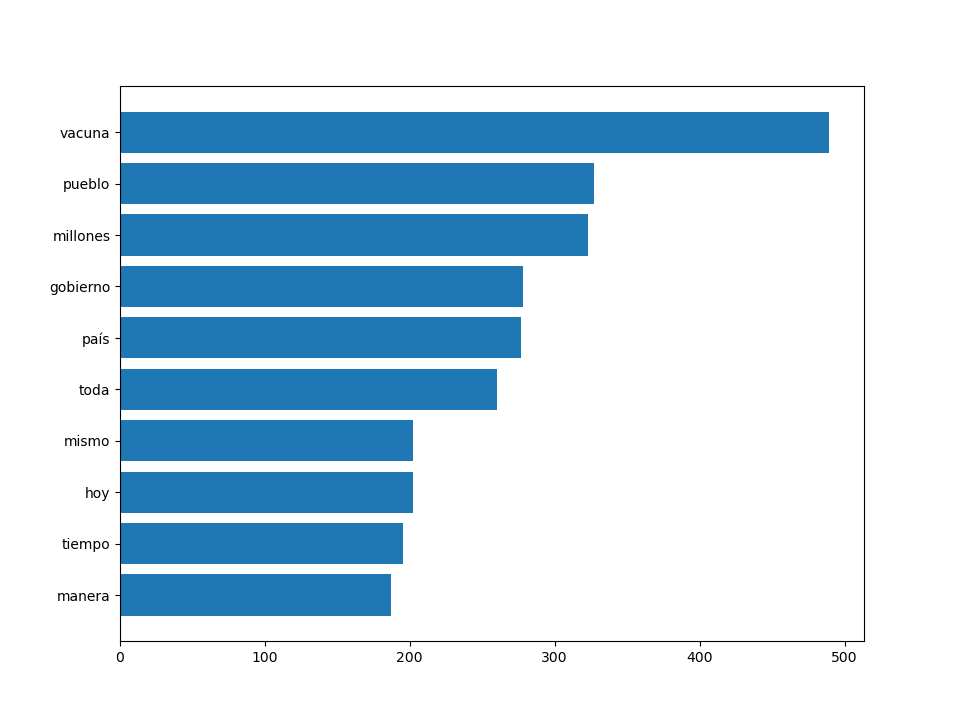 vacuna
pueblo
millones
gobierno
país
toda
mismo
hoy
tiempo
manera
0 100 200 300 400 500